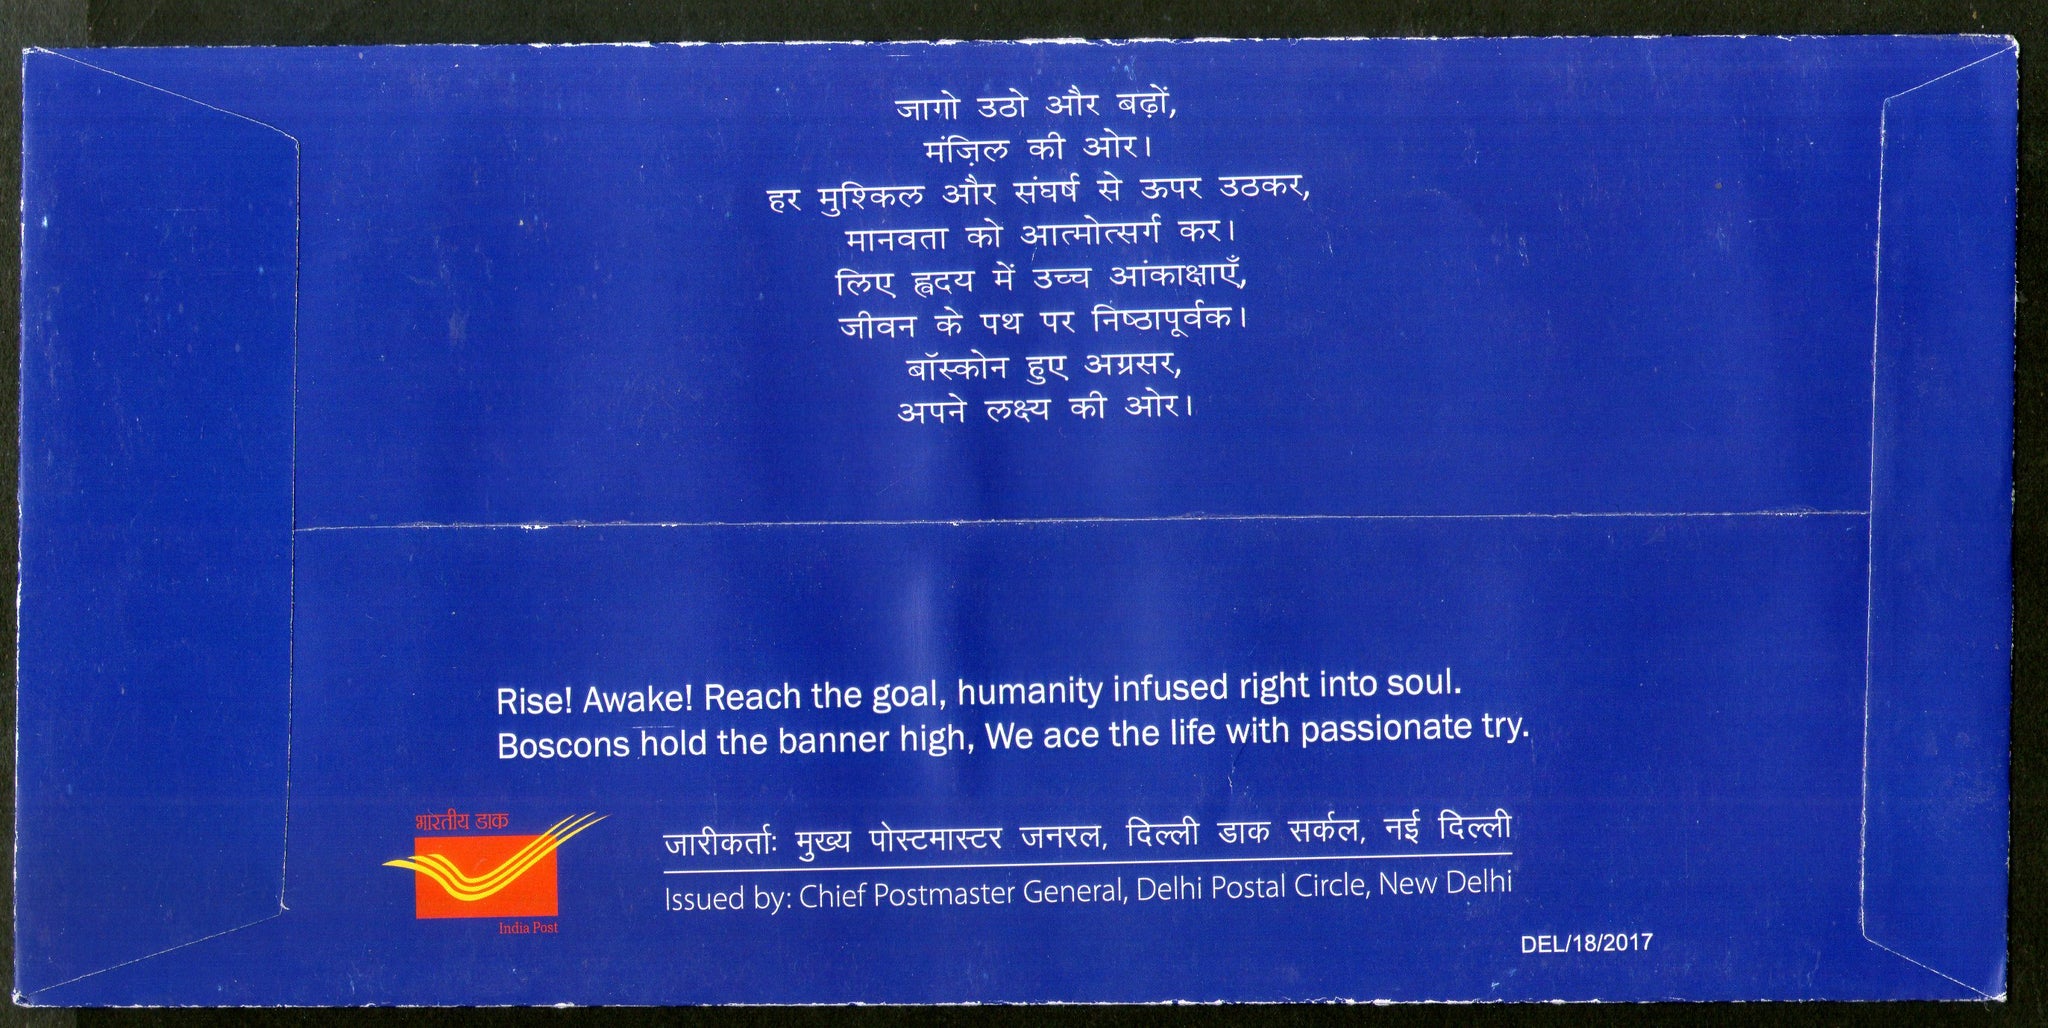 जागो उठो और बढ़ों,
मंज़िल की ओर।
हर मुश्किल और संघर्ष से ऊपर उठकर,
मानवता को आत्मोत्सर्ग कर।
लिए हृदय में उच्च आंकाक्षाएँ,
जीवन के पथ पर निष्ठापूर्वक।
बॉस्कोन हुए अग्रसर,
अपने लक्ष्य की ओर।
Rise! Awake! Reach the goal, humanity infused right into soul.
Boscons hold the banner high, We ace the life with passionate try.
भारतीय डाक
India Post
जारीकर्ताः मुख्य पोस्टमास्टर जनरल, दिल्ली डाक सर्कल, नई दिल्ली
Issued by: Chief Postmaster General, Delhi Postal Circle, New Delhi
DEL/18/2017